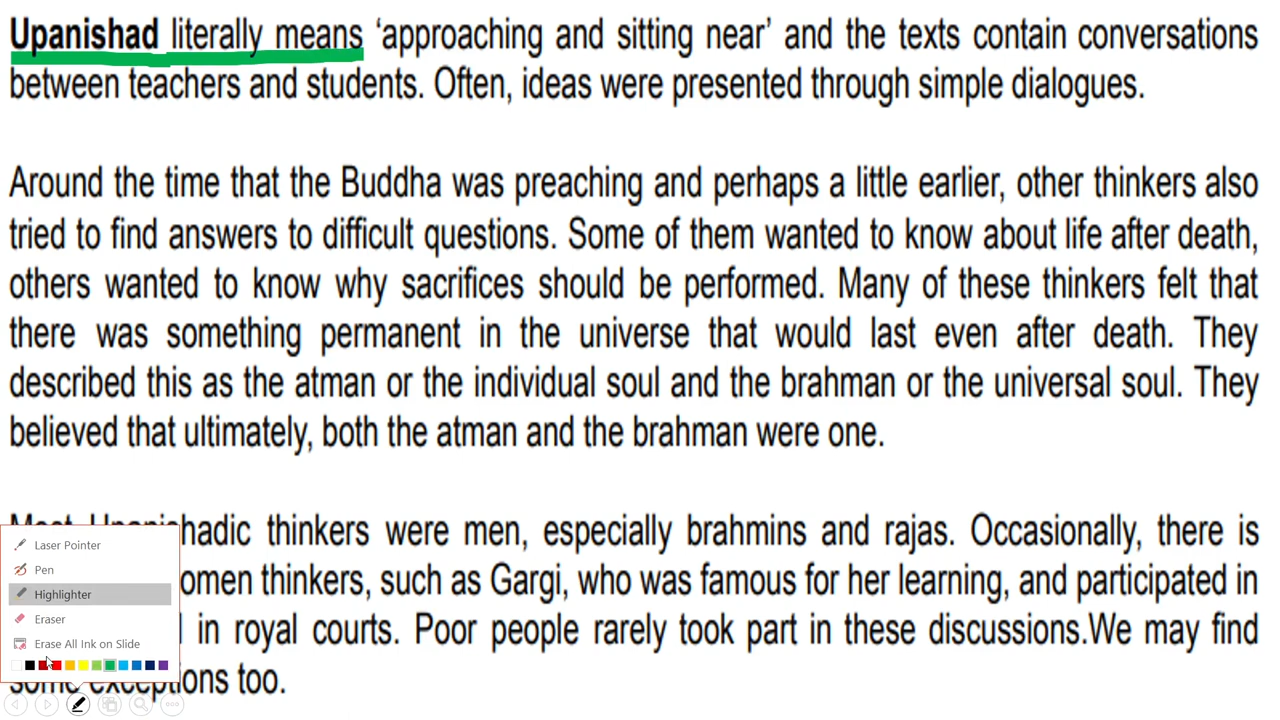 Upanishad literally means ‘approaching and sitting near’ and the texts contain conversations
between teachers and students. Often, ideas were presented through simple dialogues.
Around the time that the Buddha was preaching and perhaps a little earlier, other thinkers also
tried to find answers to difficult questions. Some of them wanted to know about life after death,
others wanted to know why sacrifices should be performed. Many of these thinkers felt that
there was something permanent in the universe that would last even after death. They
described this as the atman or the individual soul and the brahman or the universal soul. They
believed that ultimately, both the atman and the brahman were one.
Most Upanishadic thinkers were men, especially brahmins and rajas. Occasionally, there is
omen thinkers, such as Gargi, who was famous for her learning, and participated in
in royal courts. Poor people rarely took part in these discussions.We may find
some exceptions too.
Laser Pointer
Pen
Highlighter
Eraser
Erase All Ink on Slide